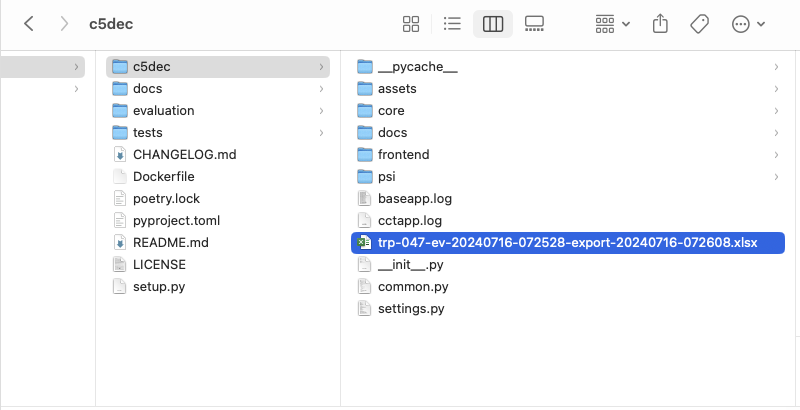 c5dec
c5dec
docs
evaluation
tests
CHANGELOG.md
Dockerfile
poetry.lock
pyproject.toml
README.md
LICENSE
setup.py
__pycache__
assets
core
docs
frontend
psi
baseapp.log
cctapp.log
trp-047-ev-20240716-072528-export-20240716-072608.xlsx
__init__.py
common.py
settings.py